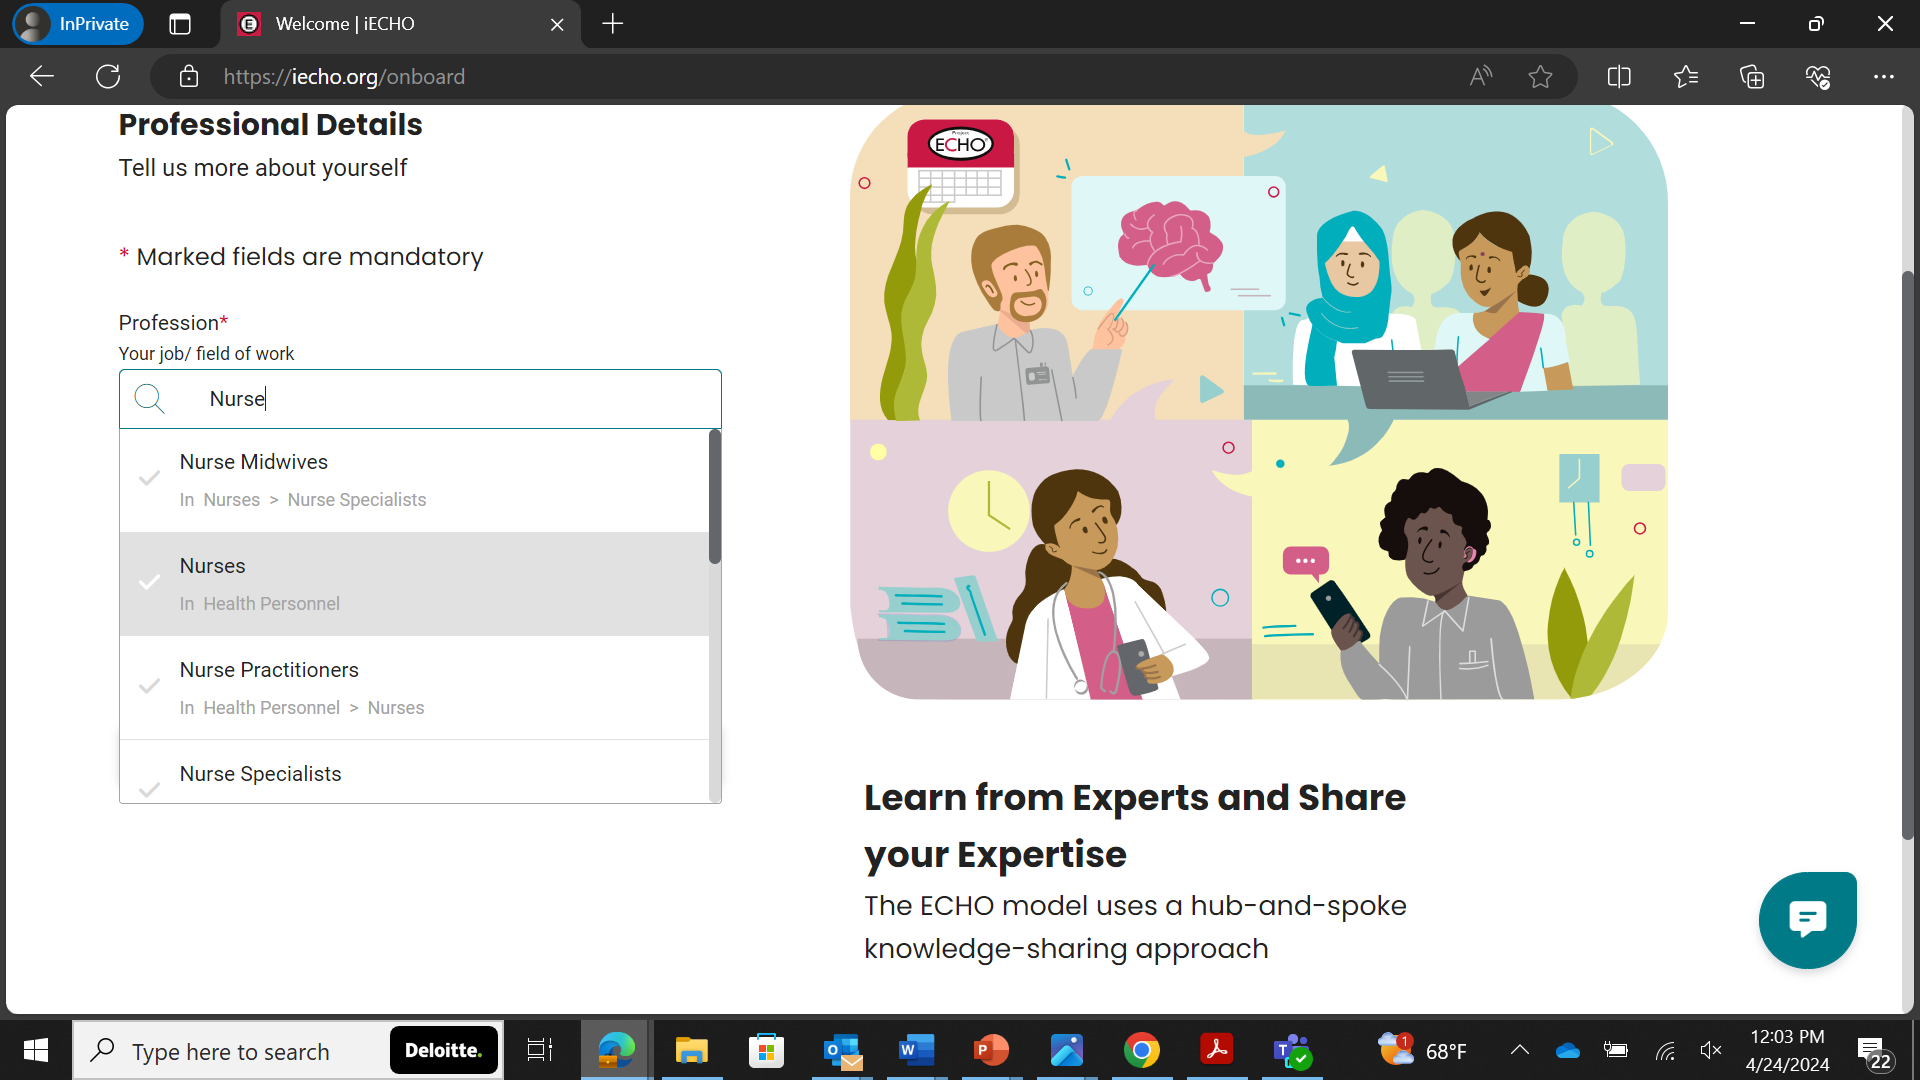 InPrivate
Welcome | iECHO
https://iecho.org/onboard
Professional Details
Tell us more about yourself
* Marked fields are mandatory
Profession*
Your job/ field of work
Nurse
Nurse Midwives
In Nurses > Nurse Specialists
Nurses
In Health Personnel
Nurse Practitioners
In Health Personnel > Nurses
Nurse Specialists
Project
ECHO
Learn from Experts and Share
your Expertise
The ECHO model uses a hub-and-spoke
knowledge-sharing approach
Type here to search
Deloitte.
1
68°F
12:03 PM
4/24/2024
22